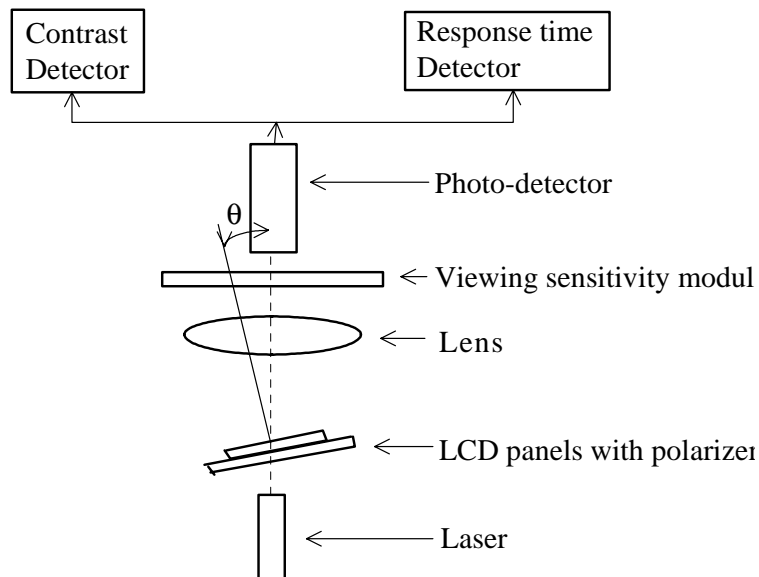 Contrast
Detector
Response time
Detector
Photo-detector
θ
Viewing sensitivity modul
Lens
LCD panels with polarizer
Laser